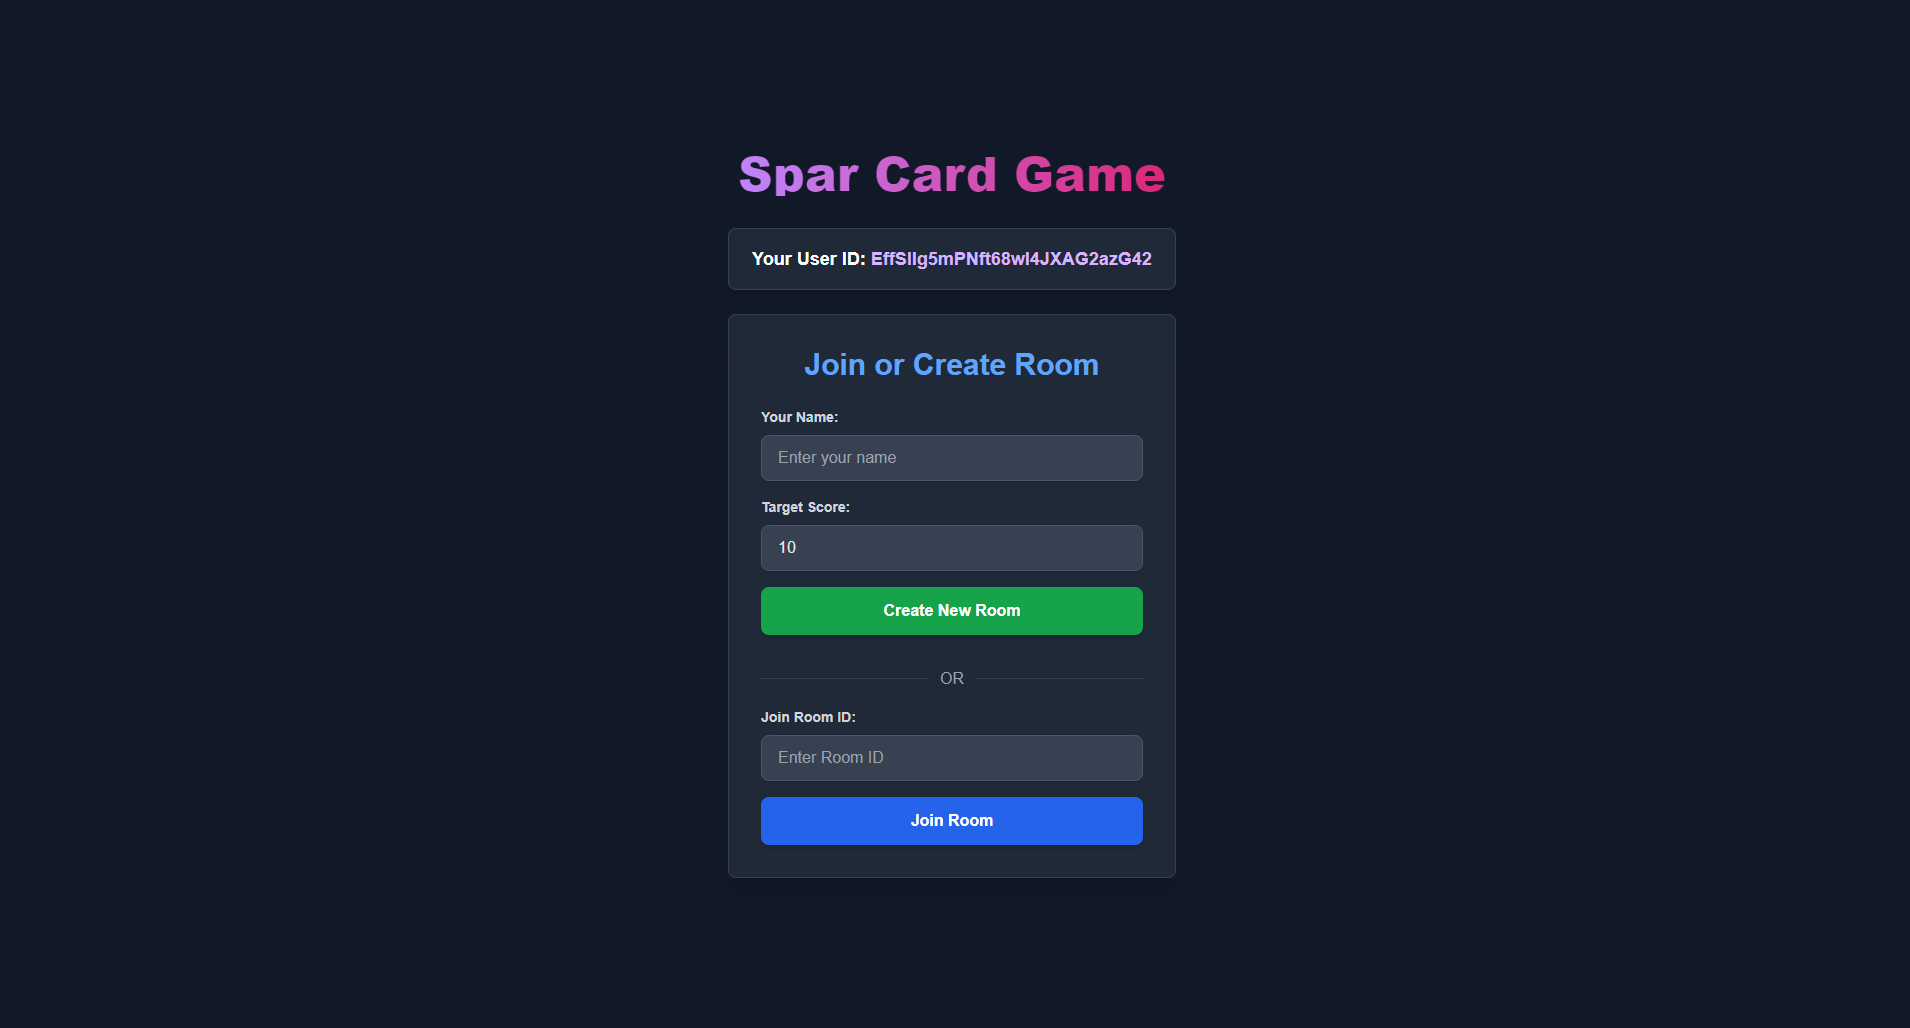 Spar Card Game
Your User ID: EffSIlg5mPNft68wI4JXAG2azG42
Join or Create Room
Your Name:
Enter your name
Target Score:
10
Create New Room
OR
Join Room ID:
Enter Room ID
Join Room